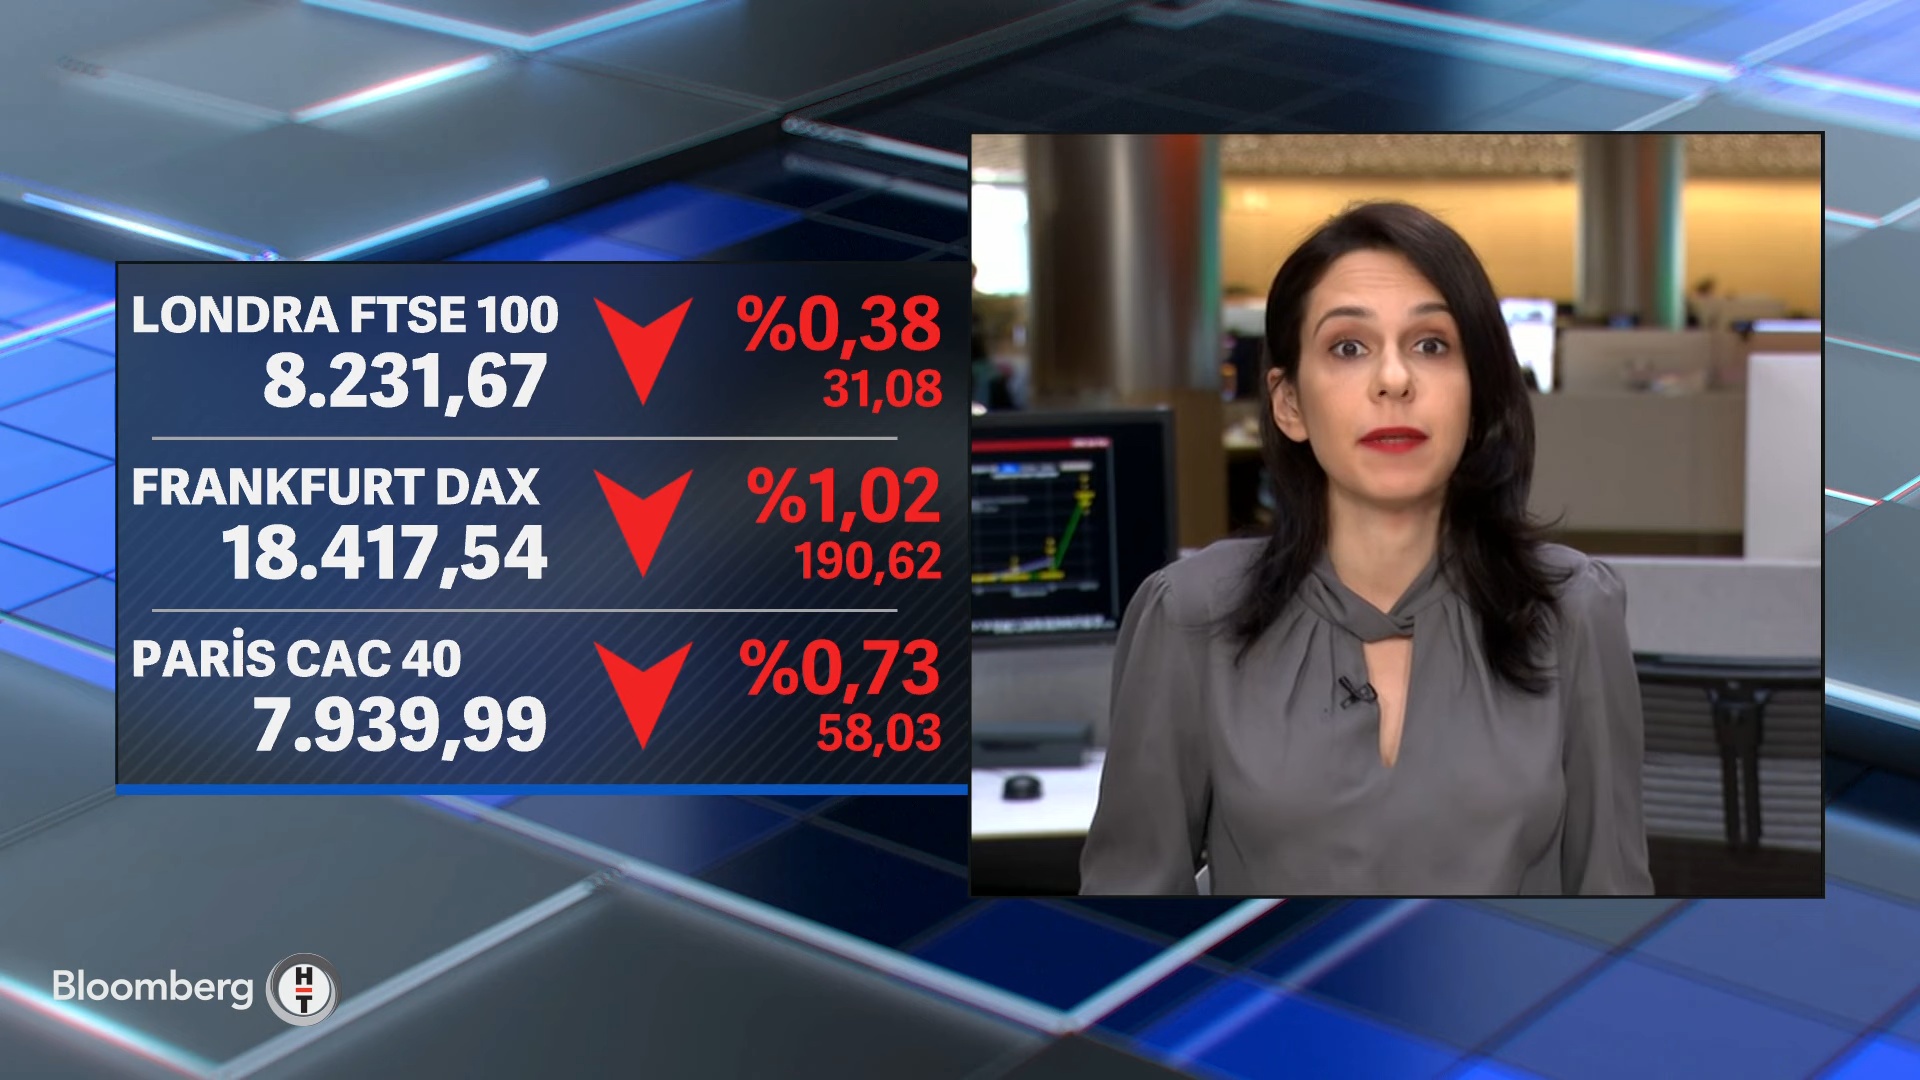 LONDRA FTSE 100
%0,38
8.231,67
31,08
FRANKFURT DAX
%1,02
18.417,54
190,62
PARİS CAC 40
%0,73
7.939,99
58,03
Bloomberg HT